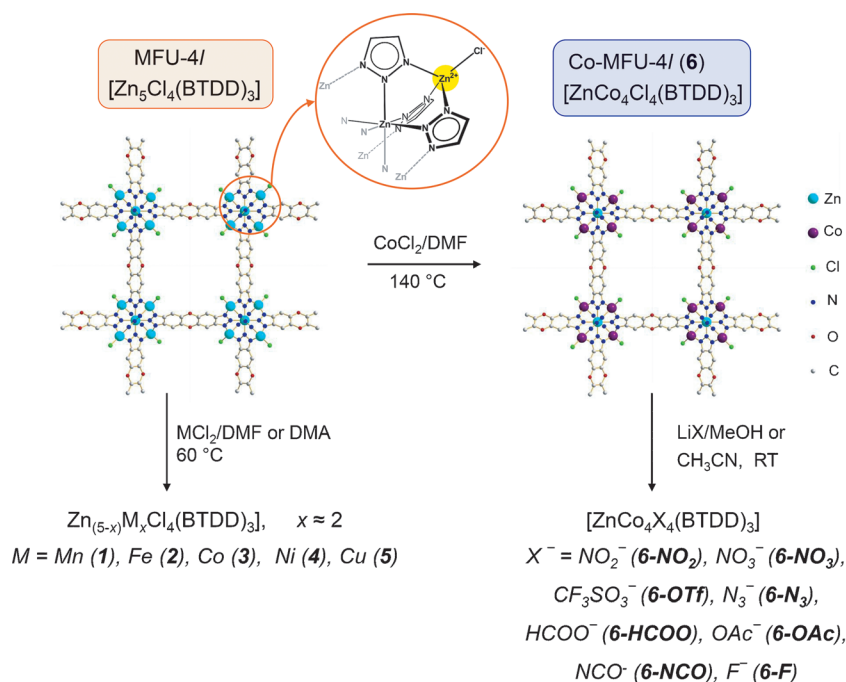 MFU-4l
[Zn5Cl4(BTDD)3]
Zn
N
N
N
N
N
N
Zn
Zn2+
Cl-
N
N
N
N
N
Zn
Zn
N
Co-MFU-4l (6)
[ZnCo4Cl4(BTDD)3]
CoCl2/DMF
140 °C
Zn
Co
Cl
N
O
C
MCl2/DMF or DMA
60 °C
Zn(5-x)MxCl4(BTDD)3], x ≈ 2
M = Mn (1), Fe (2), Co (3), Ni (4), Cu (5)
LiX/MeOH or
CH3CN, RT
[ZnCo4X4(BTDD)3]
X− = NO2− (6-NO2), NO3− (6-NO3),
CF3SO3− (6-OTf), N3− (6-N3),
HCOO− (6-HCOO), OAc− (6-OAc),
NCO- (6-NCO), F− (6-F)